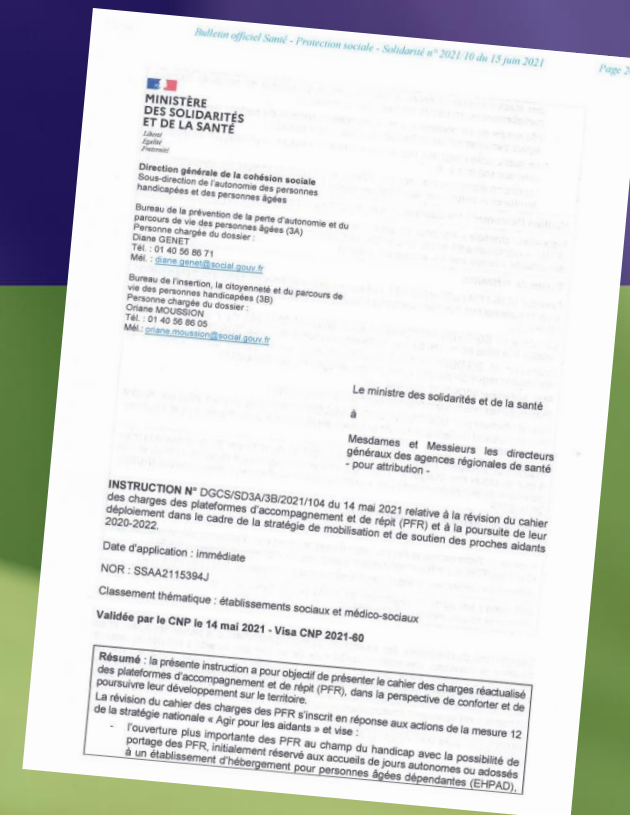 Bulletin officiel Santé - Protection sociale - Solidarité n° 2021/10 du 15 juin 2021
Page
MINISTÈRE
DES SOLIDARITÉS
ET DE LA SANTÉ
Liberté
Égalité
Fraternité
Direction générale de la cohésion sociale
Sous-direction de l'autonomie des personnes
handicapées et des personnes âgées
Bureau de la prévention de la perte d'autonomie et du
parcours de vie des personnes âgées (3A)
Personne chargée du dossier :
Diane GENET
Tél. : 01 40 56 86 71
Mél. : diane.genet@social.gouv.fr
Bureau de l'insertion, la citoyenneté et du parcours de
vie des personnes handicapées (3B)
Personne chargée du dossier :
Oriane MOUSSION
Tél. : 01 40 56 86 05
Mél.: oriane.moussion@social.gouv.fr
Le ministre des solidarités et de la santé
à
Mesdames et Messieurs les directeurs
généraux des agences régionales de santé
- pour attribution -
INSTRUCTION N° DGCS/SD3A/3B/2021/104 du 14 mai 2021 relative à la révision du cahier
des charges des plateformes d'accompagnement et de répit (PFR) et à la poursuite de leur
déploiement dans le cadre de la stratégie de mobilisation et de soutien des proches aidants
2020-2022.
Date d'application : immédiate
NOR : SSAA2115394J
Classement thématique : établissements sociaux et médico-sociaux
Validée par le CNP le 14 mai 2021 - Visa CNP 2021-60
Résumé : la présente instruction a pour objectif de présenter le cahier des charges réactualisé
des plateformes d'accompagnement et de répit (PFR), dans la perspective de conforter et de
poursuivre leur développement sur le territoire.
La révision du cahier des charges des PFR s'inscrit en réponse aux actions de la mesure 12
de la stratégie nationale « Agir pour les aidants » et vise :
- l'ouverture plus importante des PFR au champ du handicap avec la possibilité de
portage des PFR, initialement réservé aux accueils de jours autonomes ou adossés
à un établissement d'hébergement pour personnes âgées dépendantes (EHPAD),